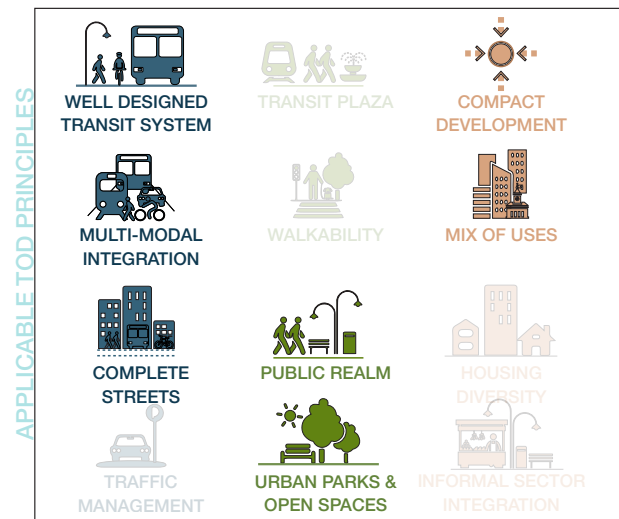 APPLICABLE TOD PRINCIPLES
WELL DESIGNED
TRANSIT SYSTEM
TRANSIT PLAZA
COMPACT
DEVELOPMENT
MULTI-MODAL
INTEGRATION
WALKABILITY
MIX OF USES
COMPLETE
STREETS
PUBLIC REALM
HOUSING
DIVERSITY
TRAFFIC
MANAGEMENT
URBAN PARKS &
OPEN SPACES
INFORMAL SECTOR
INTEGRATION